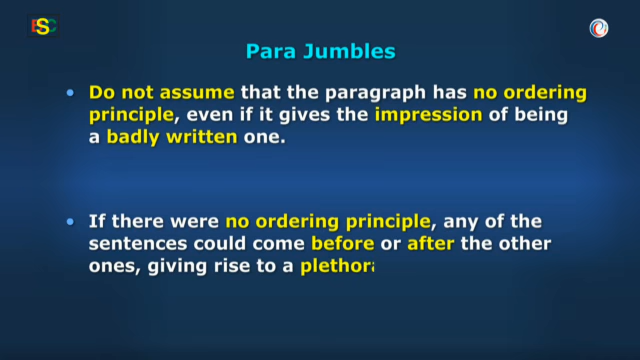 ESC
Para Jumbles
• Do not assume that the paragraph has no ordering
principle, even if it gives the impression of being
a badly written one.
• If there were no ordering principle, any of the
sentences could come before or after the other
ones, giving rise to a plethora